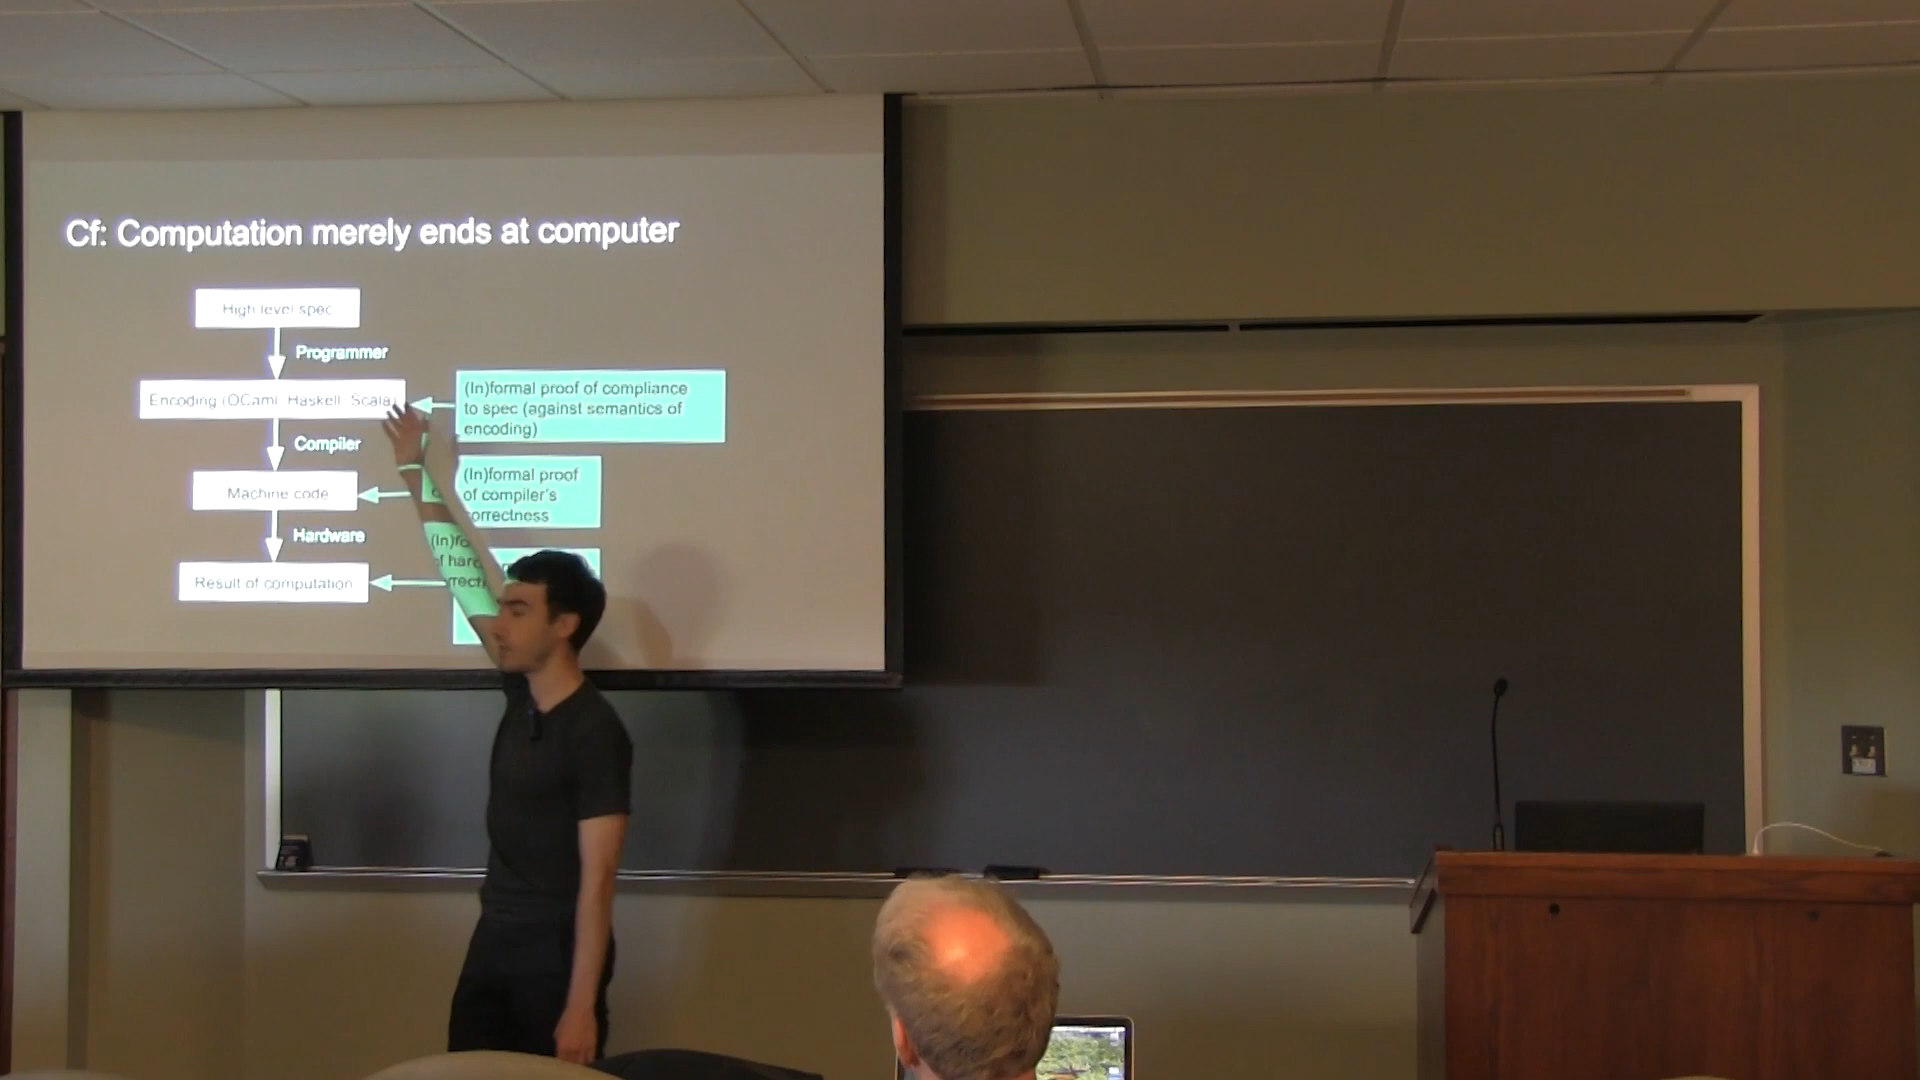 Cf: Computation merely ends at computer
High level spec
Programmer
Encoding (OCaml, Haskell, Scala)
(In)formal proof of compliance
to spec (against semantics of
encoding)
Compiler
Machine code
(In)formal proof
of compiler's
correctness
Hardware
Result of computation